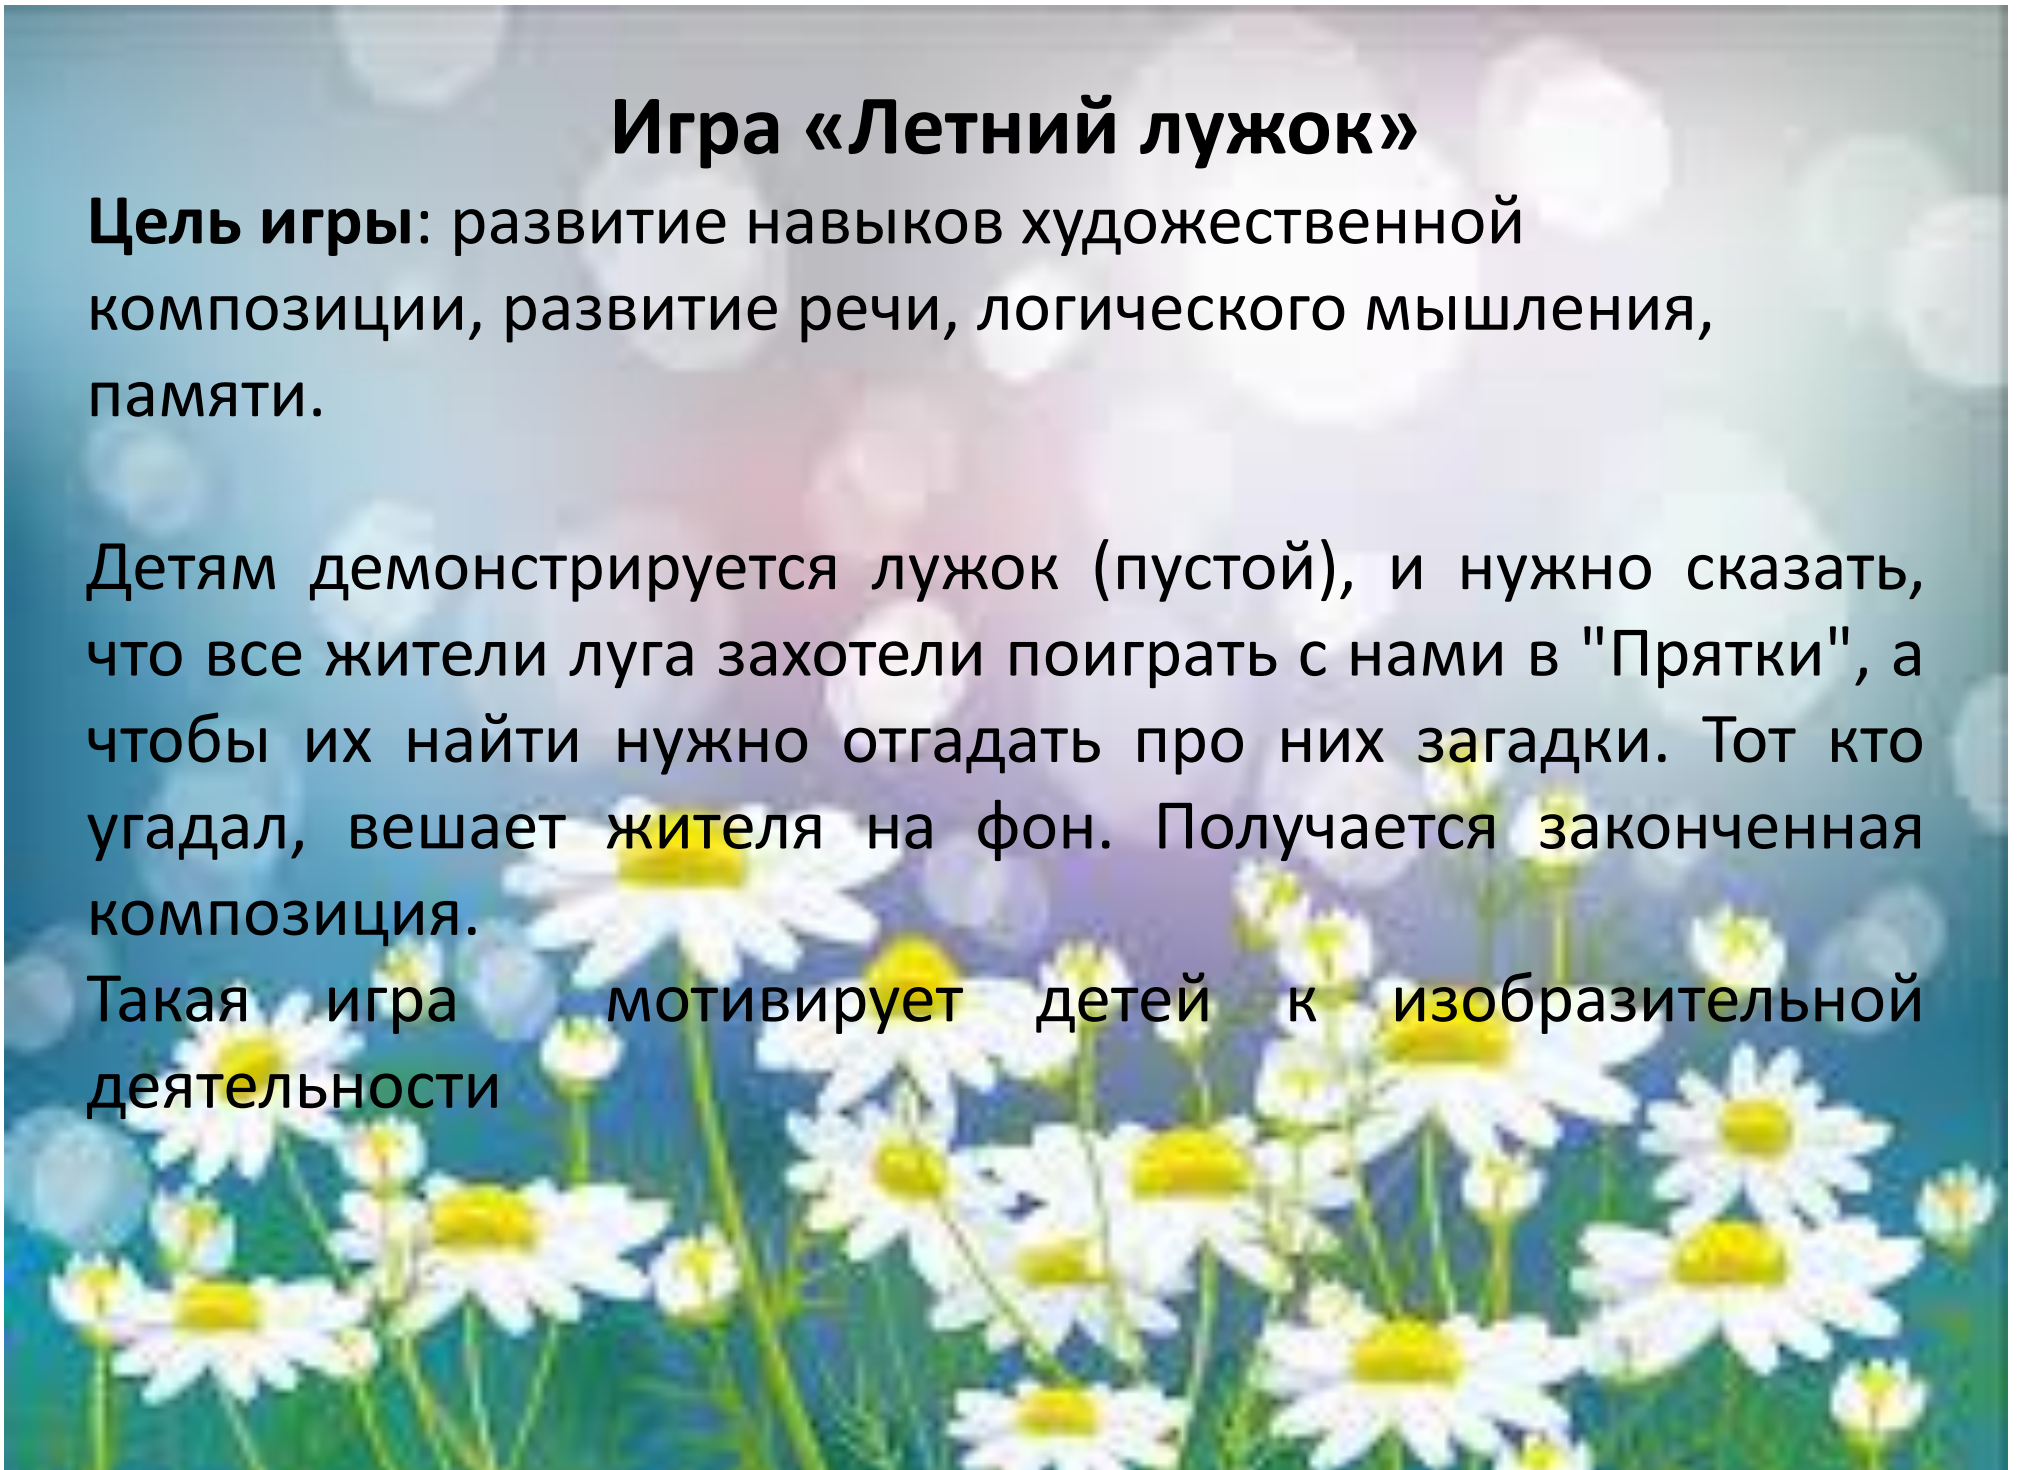 Игра «Летний лужок»
Цель игры: развитие навыков художественной
композиции, развитие речи, логического мышления,
памяти.
Детям демонстрируется лужок (пустой), и нужно сказать,
что все жители луга захотели поиграть с нами в "Прятки", а
чтобы их найти нужно отгадать про них загадки. Тот кто
угадал, вешает жителя на фон. Получается законченная
композиция.
Такая игра мотивирует детей к изобразительной
деятельности